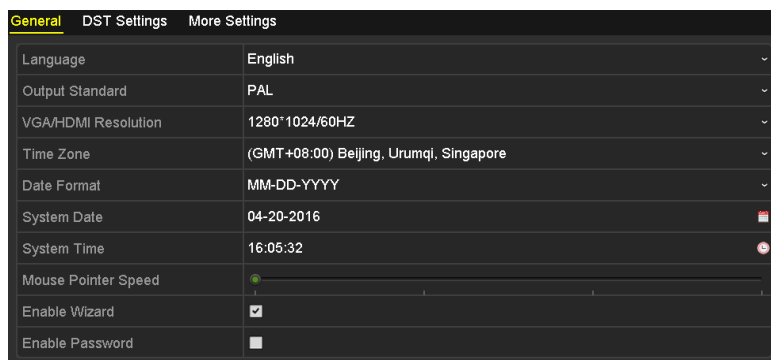 General DST Settings More Settings
Language English
Output Standard PAL
VGA/HDMI Resolution 1280*1024/60HZ
Time Zone (GMT+08:00) Beijing, Urumqi, Singapore
Date Format MM-DD-YYYY
System Date 04-20-2016
System Time 16:05:32
Mouse Pointer Speed
Enable Wizard
Enable Password